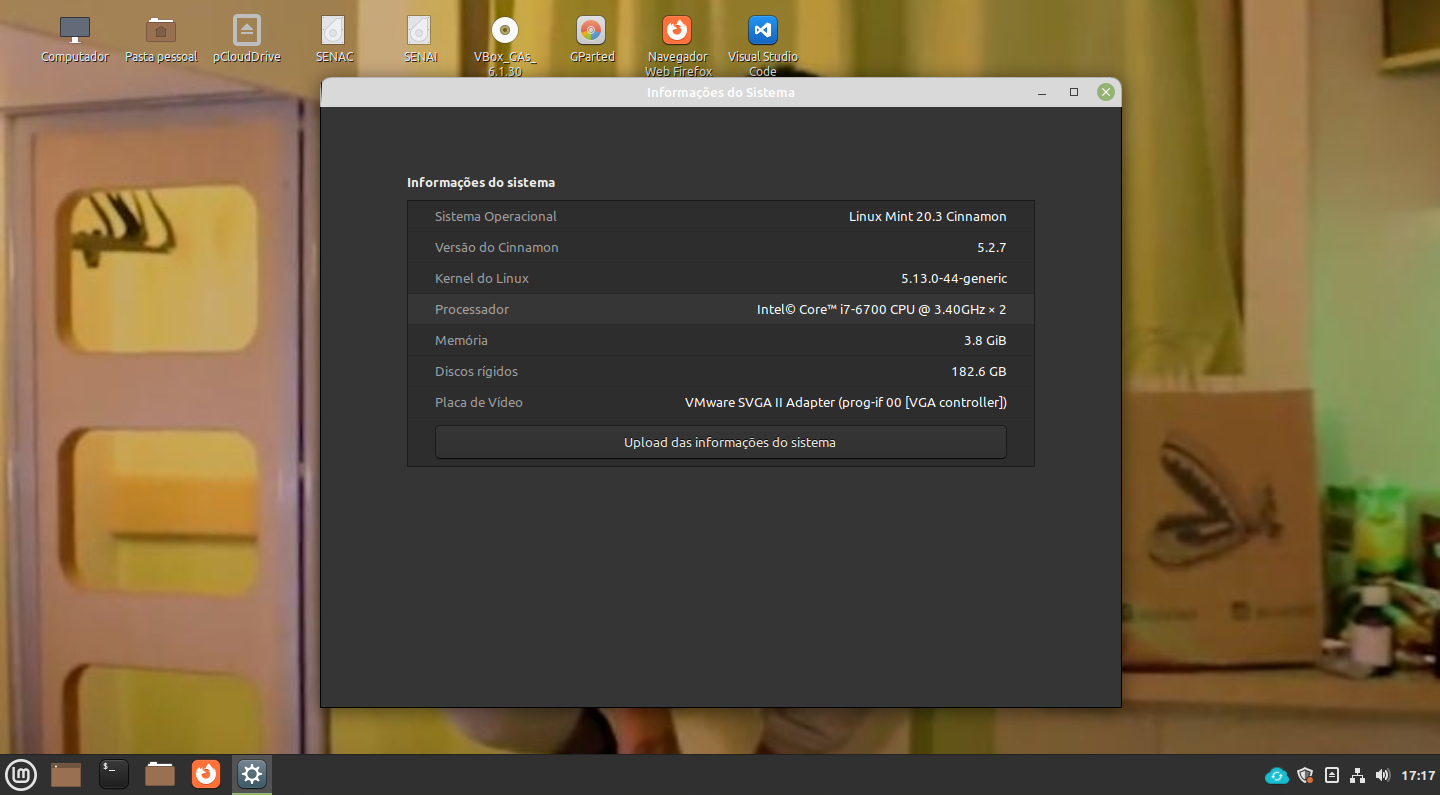 Computador
Pasta pessoal
pCloudDrive
SENAC
SENAI
VBox_GAs_
6.1.30
GParted
Navegador
Web Firefox
Visual Studio
Code
Informações do Sistema
Informações do sistema
Sistema Operacional Linux Mint 20.3 Cinnamon
Versão do Cinnamon 5.2.7
Kernel do Linux 5.13.0-44-generic
Processador Intel© Core™ i7-6700 CPU @ 3.40GHz × 2
Memória 3.8 GiB
Discos rígidos 182.6 GB
Placa de Vídeo VMware SVGA II Adapter (prog-if 00 [VGA controller])
Upload das informações do sistema
17:17